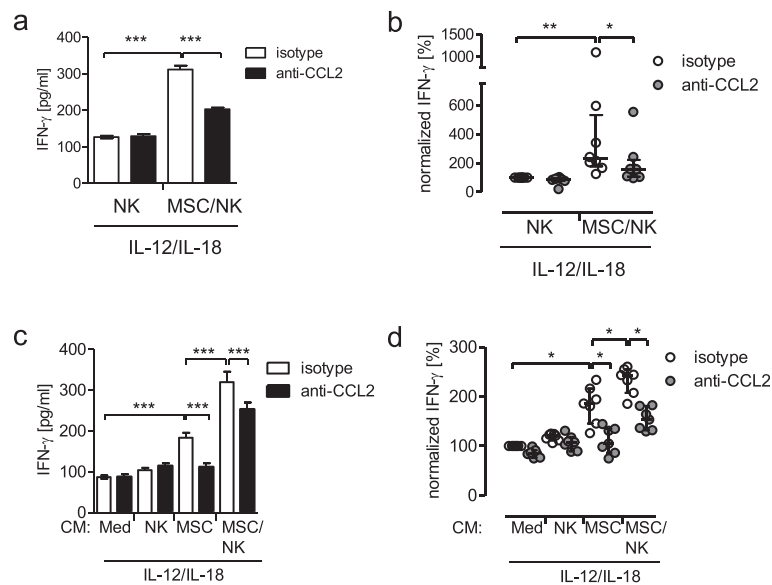 a
*** ***
isotype
anti-CCL2
IFN-γ [pg/ml]
400
300
200
100
0
NK MSC/NK
IL-12/IL-18
b
** *
isotype
anti-CCL2
normalized IFN-γ [%]
1500
1000
600
400
200
0
NK MSC/NK
IL-12/IL-18
c
*** *** *** ***
isotype
anti-CCL2
IFN-γ [pg/ml]
400
300
200
100
0
CM: Med NK MSC MSC/
NK
IL-12/IL-18
d
* * * *
isotype
anti-CCL2
normalized IFN-γ [%]
300
200
100
0
CM: Med NK MSC MSC/
NK
IL-12/IL-18